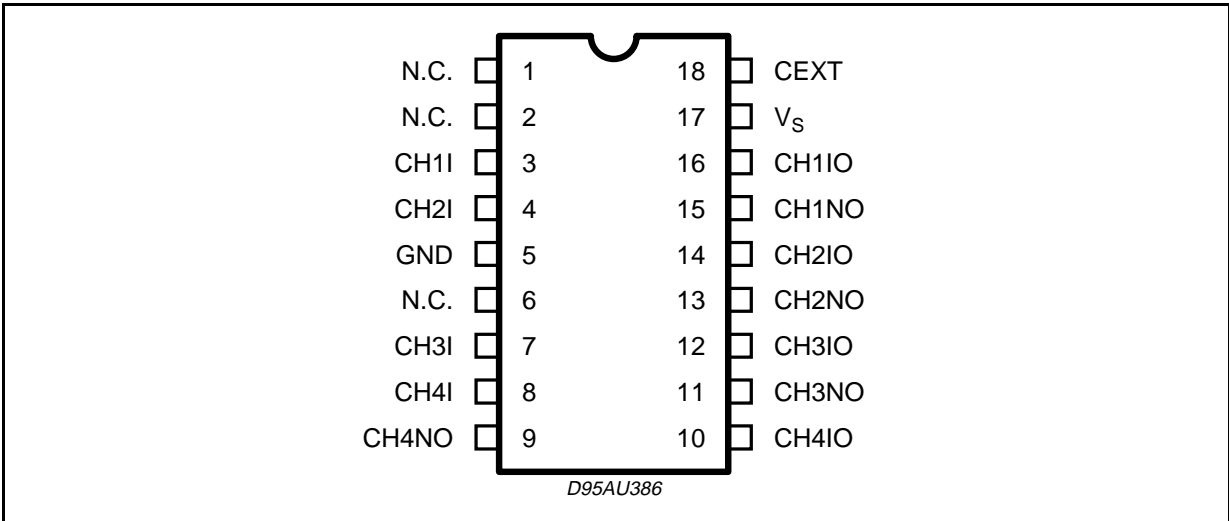 N.C. 1 18 CEXT
N.C. 2 17 VS
CH1I 3 16 CH1IO
CH2I 4 15 CH1NO
GND 5 14 CH2IO
N.C. 6 13 CH2NO
CH3I 7 12 CH3IO
CH4I 8 11 CH3NO
CH4NO 9 10 CH4IO
D95AU386